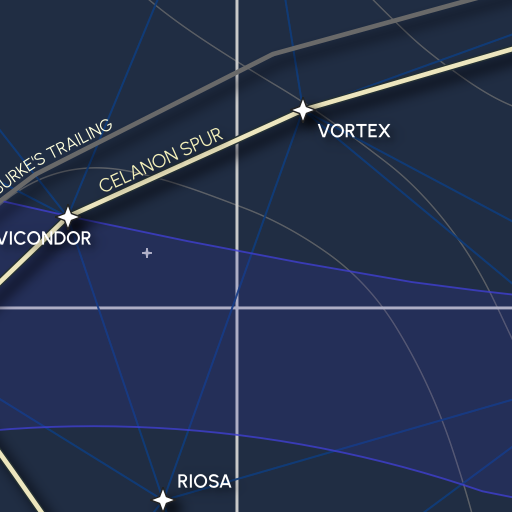 BURKE'S TRAILING
CELANON SPUR
VORTEX
VICONDOR
RIOSA